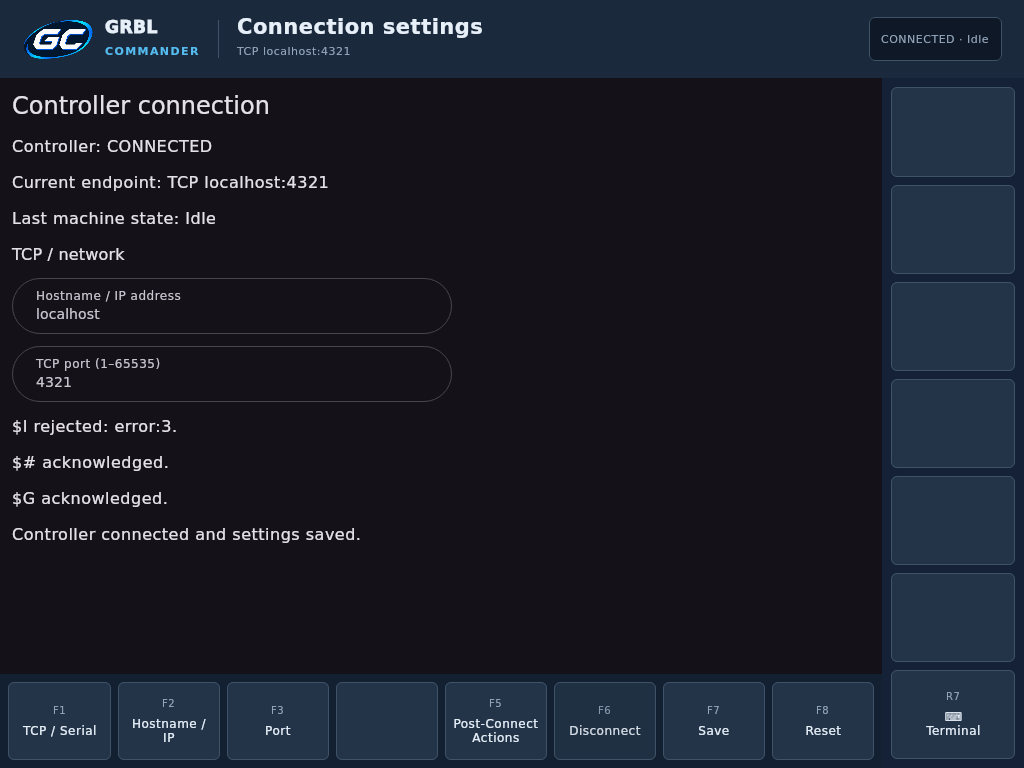 GC
GRBL
COMMANDER
Connection settings
TCP localhost:4321
CONNECTED · Idle
Controller connection
Controller: CONNECTED
Current endpoint: TCP localhost:4321
Last machine state: Idle
TCP / network
Hostname / IP address
localhost
TCP port (1–65535)
4321
$I rejected: error:3.
$# acknowledged.
$G acknowledged.
Controller connected and settings saved.
F1
TCP / Serial
F2
Hostname /
IP
F3
Port
F5
Post-Connect
Actions
F6
Disconnect
F7
Save
F8
Reset
R7
⌨
Terminal